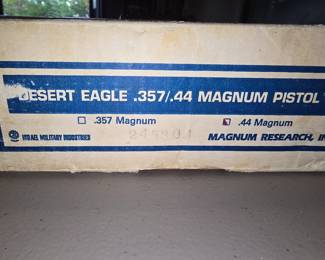 DESERT EAGLE .357/.44 MAGNUM PISTOL
.357 Magnum .44 Magnum
ISRAEL MILITARY INDUSTRIES MAGNUM RESEARCH, IN